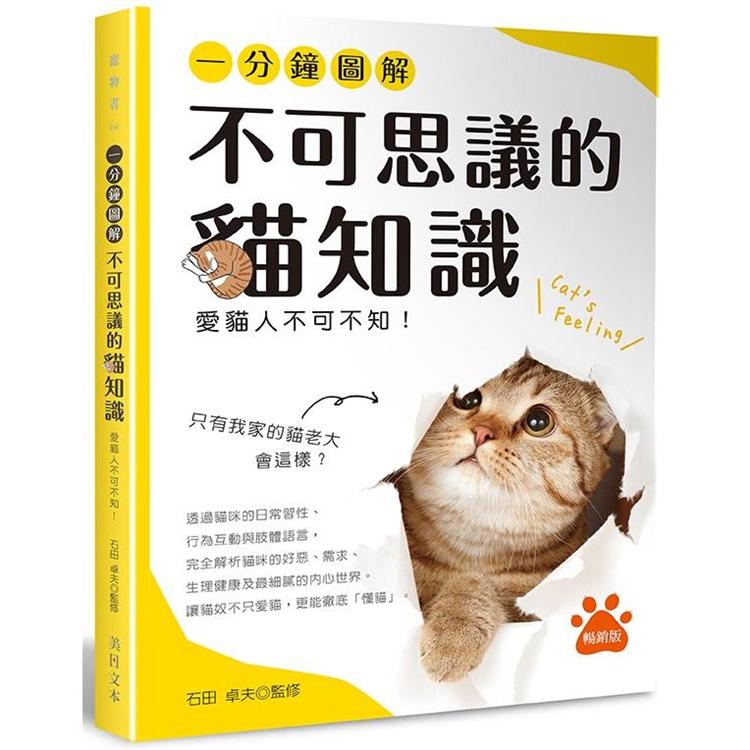 一分鐘圖解
不可思議的
貓知識
愛貓人不可不知！
Cat's
Feeling
只有我家的貓老大
會這樣？
透過貓咪的日常習性、
行為互動與肢體語言，
完全解析貓咪的好惡、需求、
生理健康及最細膩的內心世界。
讓貓奴不只愛貓，更能徹底「懂貓」。
暢銷版
石田 卓夫◎監修
寵物書 04
一分鐘圖解 不可思議的貓知識
愛貓人不可不知！
石田 卓夫◎監修
美日文本